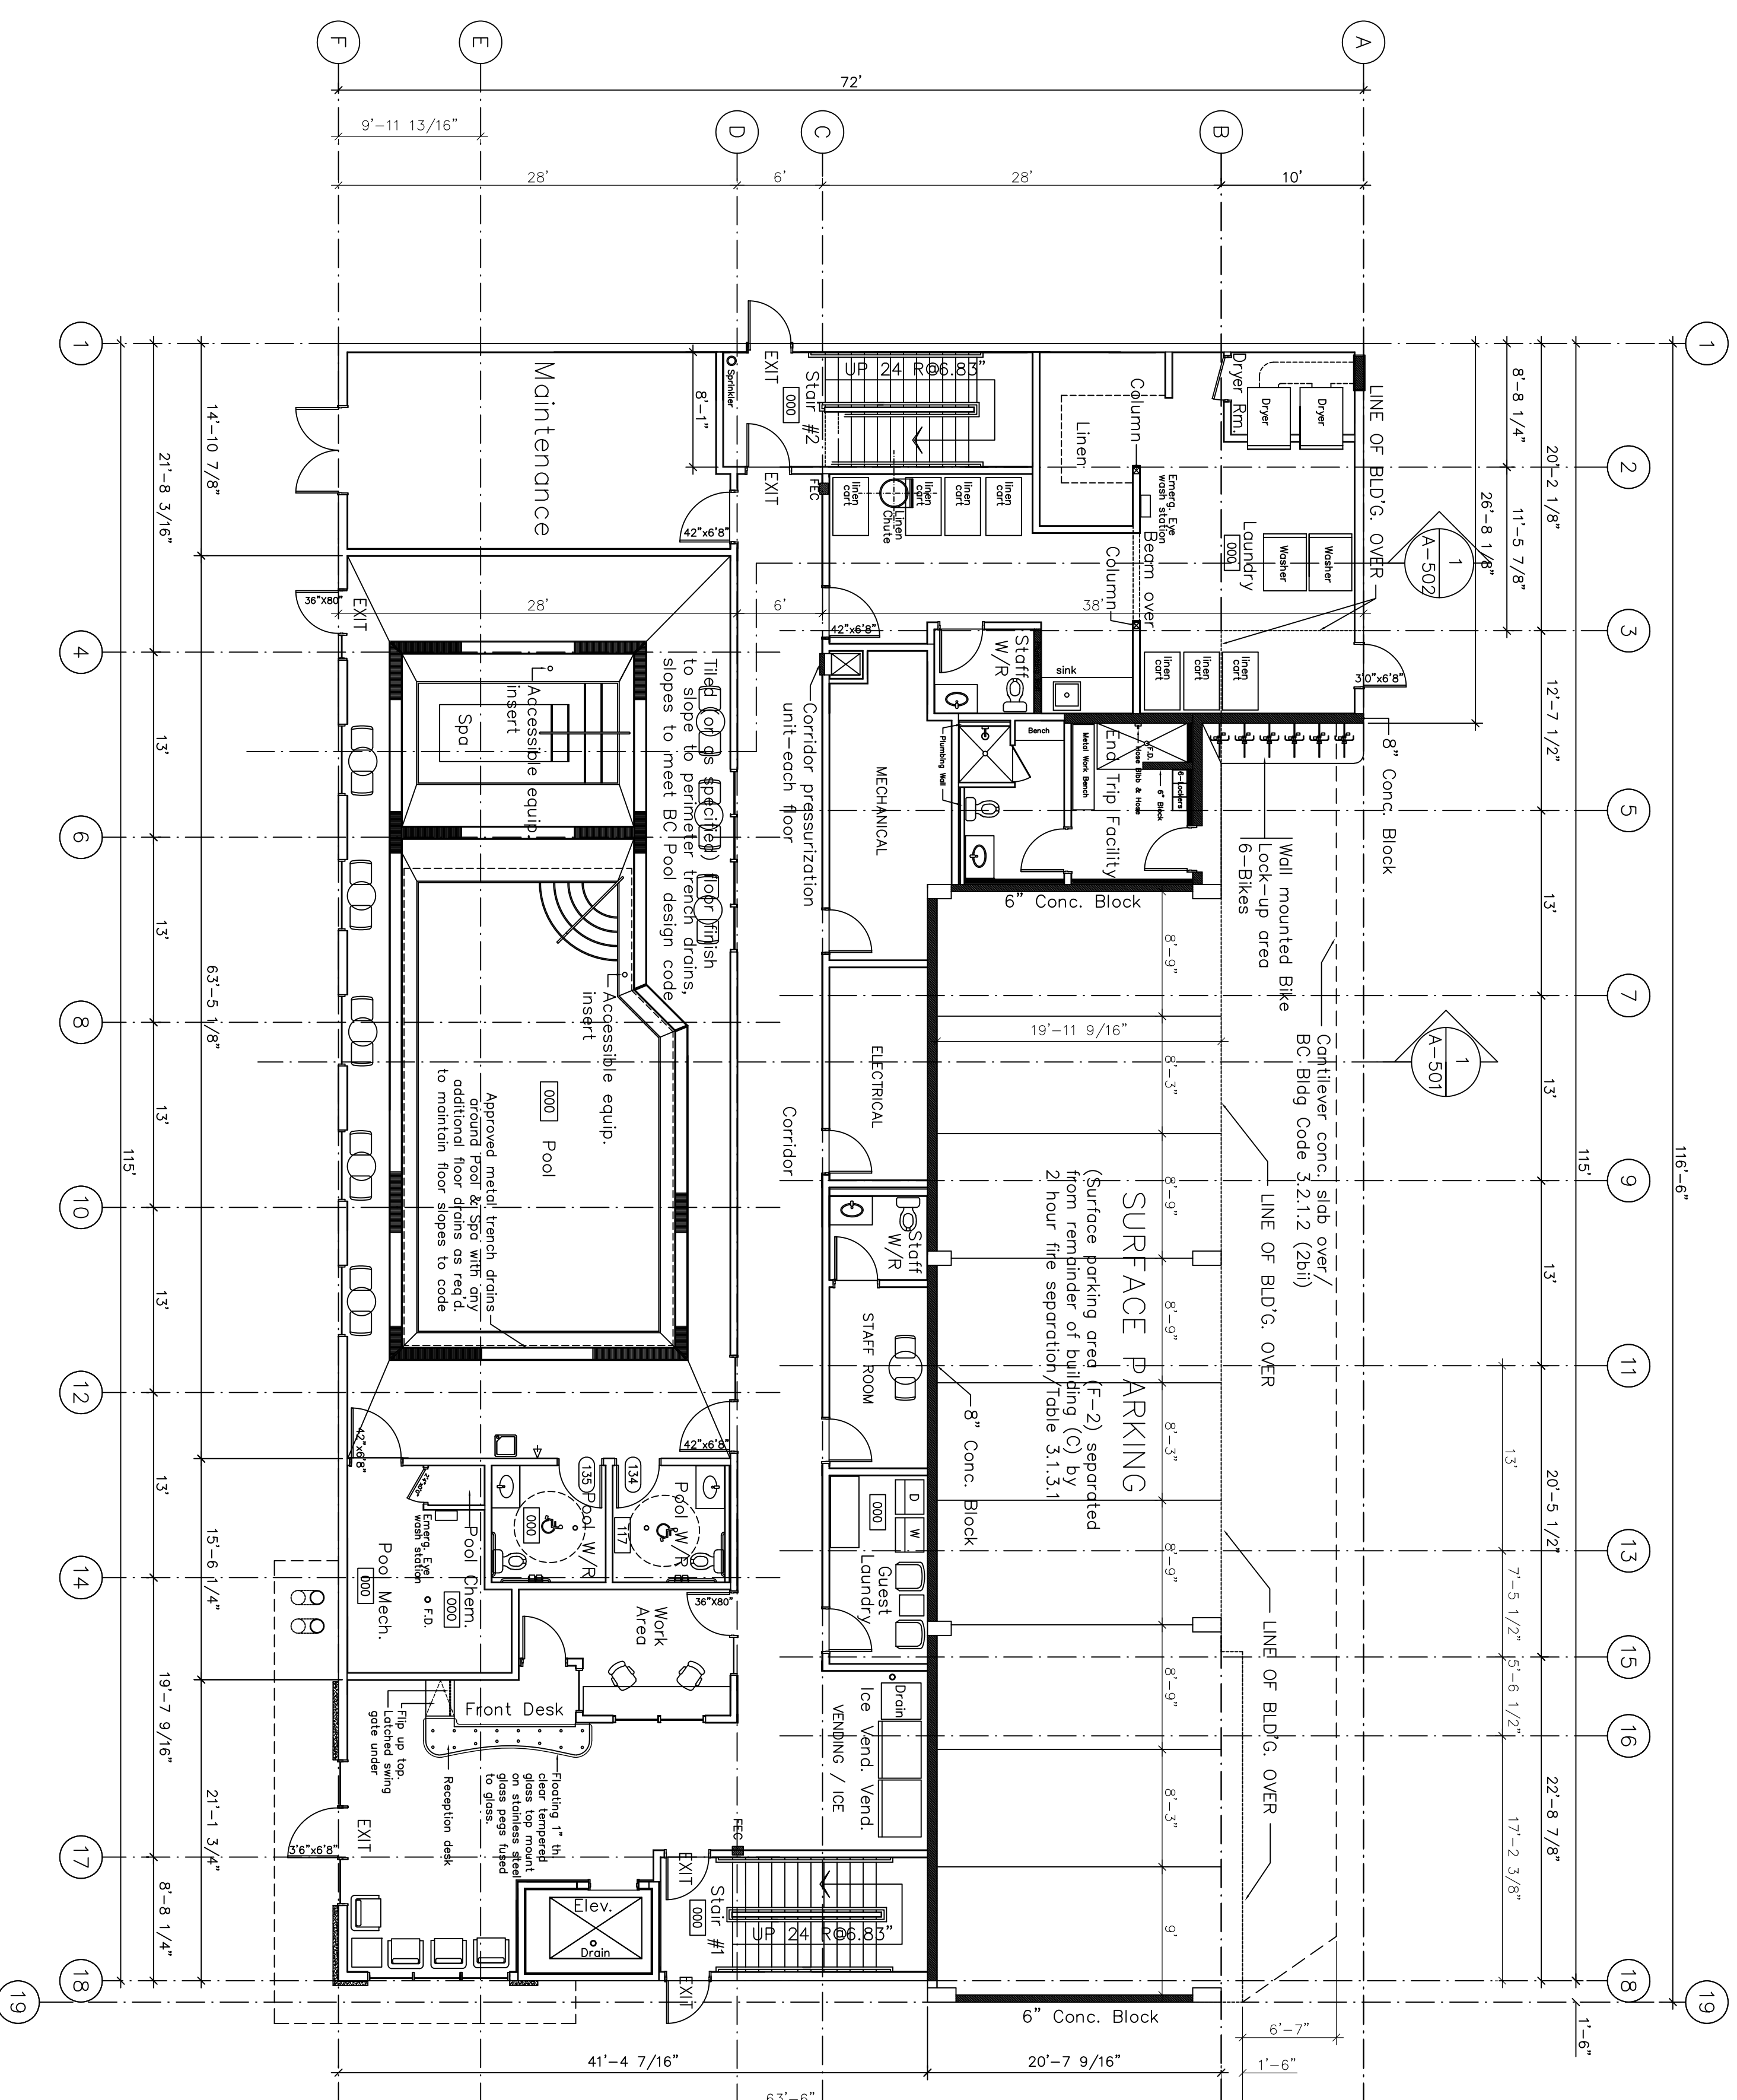 F
E
A
72'
9'-11 13/16"
D
C
B
28'
6'
28'
10'
1
1
2
3
4
5
6
7
8
9
10
11
12
13
14
15
16
17
18
18
19
19
LINE OF BLD'G. OVER
8'-8 1/4"
20'-2 1/8"
11'-5 7/8"
26'-8 1/8"
12'-7 1/2"
13'
13'
13'
20'-5 1/2"
22'-8 7/8"
115'
116'-6"
13'
7'-5 1/2"
5'-6 1/2"
17'-2 3/8"
1'-6"
6'-7"
1'-6"
14'-10 7/8"
21'-8 3/16"
13'
13'
13'
13'
13'
63'-5 1/8"
115'
15'-6 1/4"
19'-7 9/16"
21'-1 3/4"
8'-8 1/4"
Maintenance
8'-1"
Sprinkler
EXIT
Stair #2
000
UP 24 R@6.83"
EXIT
FEC
42"x6'8"
Linen
Column
Dryer Rm.
Dryer
Dryer
linen
cart
linen
cart
linen
cart
linen
cart
Linen
Chute
Emerg. Eye
wash station
Beam over
Column
Laundry
000
Washer
Washer
1
A-502
36"X80"
EXIT
28'
6'
38'
42"x6'8"
Staff
W/R
sink
linen
cart
linen
cart
linen
cart
3'0"x6'8"
8" Conc. Block
Accessible equip.
insert
Spa
Tiled (or as specified) floor finish
to slope to perimeter trench drains,
slopes to meet BC Pool design code
Corridor pressurization
unit-each floor
MECHANICAL
Plumbing Wall
Bench
Metal Work Bench
End Trip Facility
F.D.
Hose Bibb & Hose
6" Block
6-Lockers
Wall mounted Bike
Lock-up area
6-Bikes
6" Conc. Block
Cantilever conc. slab over/
BC Bldg Code 3.2.1.2 (2bii)
1
A-501
Accessible equip.
insert
000
Pool
Approved metal trench drains
around Pool & Spa with any
additional floor drains as req'd.
to maintain floor slopes to code
Corridor
ELECTRICAL
19'-11 9/16"
8'-9"
8'-3"
8'-9"
8'-9"
8'-3"
8'-9"
8'-9"
8'-3"
9'
LINE OF BLD'G. OVER
SURFACE PARKING
(Surface parking area (F-2) separated
from remainder of building (C) by
2 hour fire separation/Table 3.1.3.1
Staff
W/R
STAFF ROOM
8" Conc. Block
42"x6'8"
42"x6'8"
135
134
Pool W/R
000
Pool W/R
117
D
W
000
Guest
Laundry
Emerg. Eye
wash station
Pool Chem.
000
F.D.
Pool Mech.
000
36"X80"
Work
Area
Front Desk
Flip up top.
Latched swing
gate under
Reception desk
Floating 1" th
clear tempered
glass top mount
on stainless steel
glass pegs fused
to glass.
Drain
Ice Vend. Vend.
VENDING / ICE
LINE OF BLD'G. OVER
EXIT
3'6"x6'8"
FEC
EXIT
Stair #1
000
UP 24 R@6.83"
Elev.
Drain
EXIT
6" Conc. Block
41'-4 7/16"
20'-7 9/16"
63'-6"